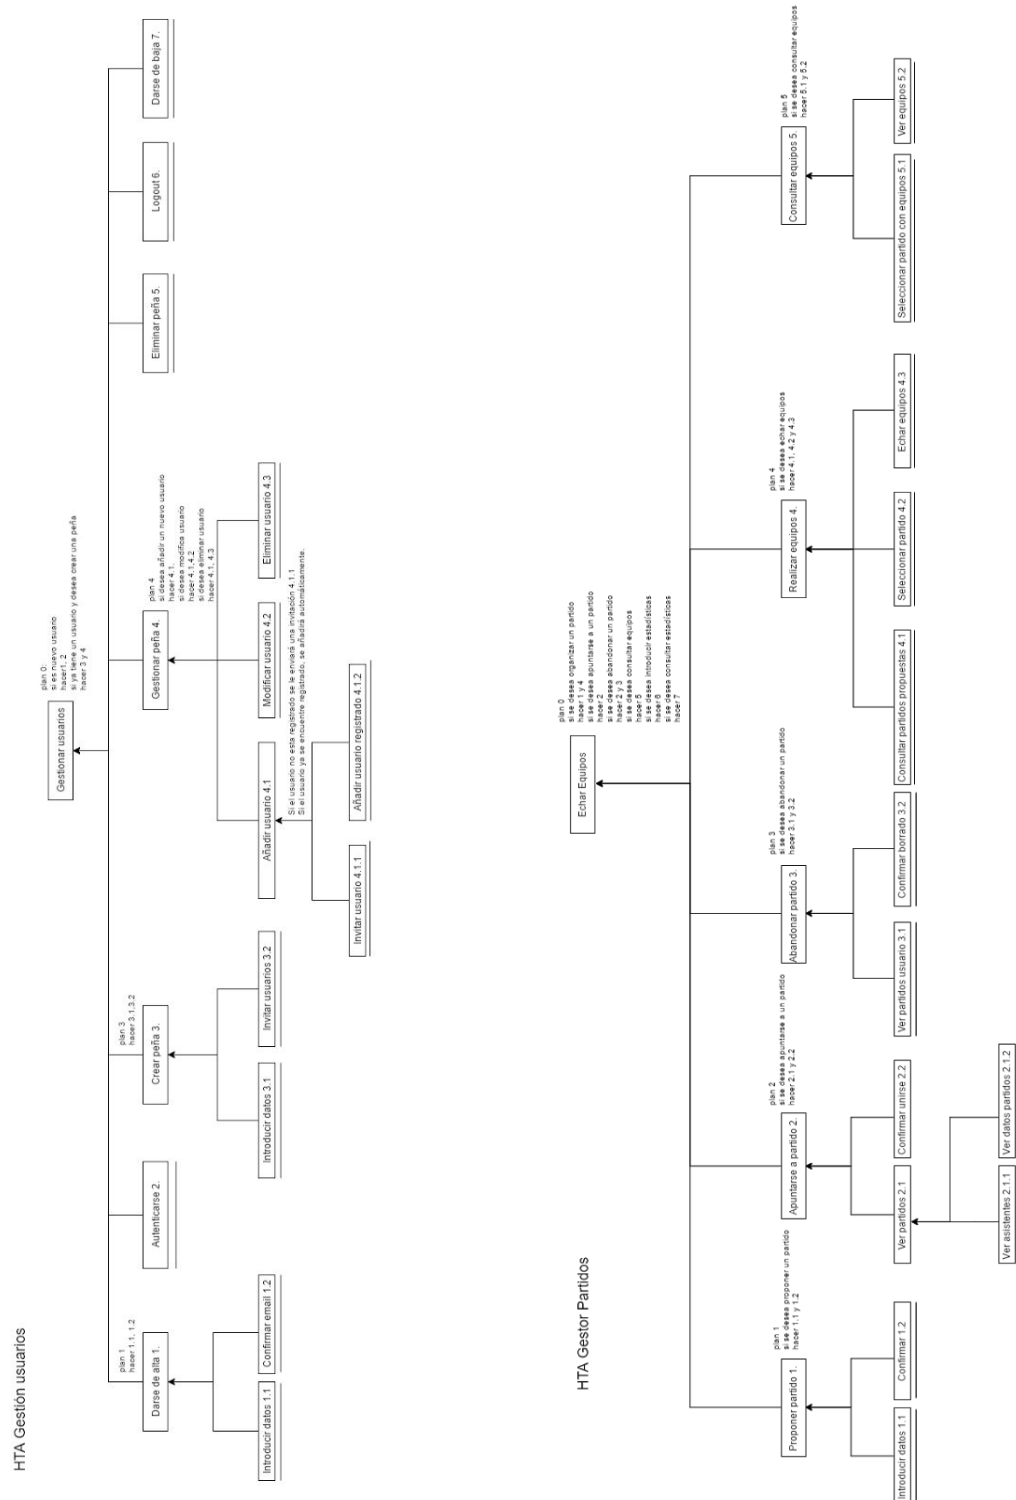 HTA Gestión usuarios
plan 0:
si es nuevo usuario
hacer1, 2
si ya tiene un usuario y desea crear una peña
hacer 3 y 4
Gestionar usuarios
plan 1
hacer 1.1, 1.2
Darse de alta 1.
Autenticarse 2.
plan 3
hacer 3.1,3.2
Crear peña 3.
plan 4
si desea añadir un nuevo usuario
hacer 4.1.
si desea modifica usuario
hacer 4.1,4.2
si desea eliminar usuario
hacer 4.1, 4.3
Gestionar peña 4.
Eliminar peña 5.
Logout 6.
Darse de baja 7.
Introducir datos 1.1
Confirmar email 1.2
Introducir datos 3.1
Invitar usuarios 3.2
Añadir usuario 4.1
Modificar usuario 4.2
Eliminar usuario 4.3
Si el usuario no esta registrado se le enviará una invitación 4.1.1
Si el usuario ya se encuentre registrado, se añadirá automáticamente.
Invitar usuario 4.1.1
Añadir usuario registrado 4.1.2
HTA Gestor Partidos
plan 0
si se desea organizar un partido
hacer 1 y 4
si se desea apuntarse a un partido
hacer 2
si se desea abandonar un partido
hacer 2 y 3
si se desea consultar equipos
hacer 5
si se desea introducir estadísticas
hacer 6
si se desea consultar estadísticas
hacer 7
Echar Equipos
plan 1
si se desea proponer un partido
hacer 1.1 y 1.2
Proponer partido 1.
plan 2
si se desea apuntarse a un partido
hacer 2.1 y 2.2
Apuntarse a partido 2.
plan 3
si se desea abandonar un partido
hacer 3.1 y 3.2
Abandonar partido 3.
plan 4
si se desea echar equipos
hacer 4.1, 4.2 y 4.3
Realizar equipos 4.
plan 5
si se desea consultar equipos
hacer 5.1 y 5.2
Consultar equipos 5.
Introducir datos 1.1
Confirmar 1.2
Ver partidos 2.1
Confirmar unirse 2.2
Ver partidos usuario 3.1
Confirmar borrado 3.2
Consultar partidos propuestas 4.1
Seleccionar partido 4.2
Echar equipos 4.3
Seleccionar partido con equipos 5.1
Ver equipos 5.2
Ver asistentes 2.1.1
Ver datos partidos 2.1.2